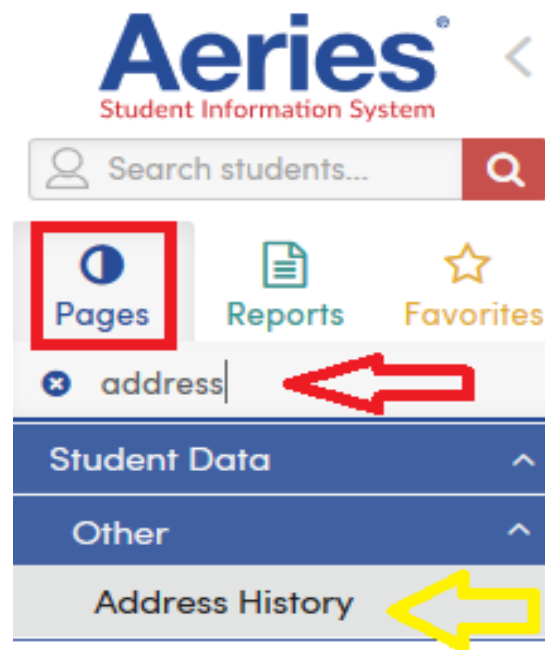 Aeries®
Student Information System
Search students...
Pages Reports Favorites
address
Student Data
Other
Address History